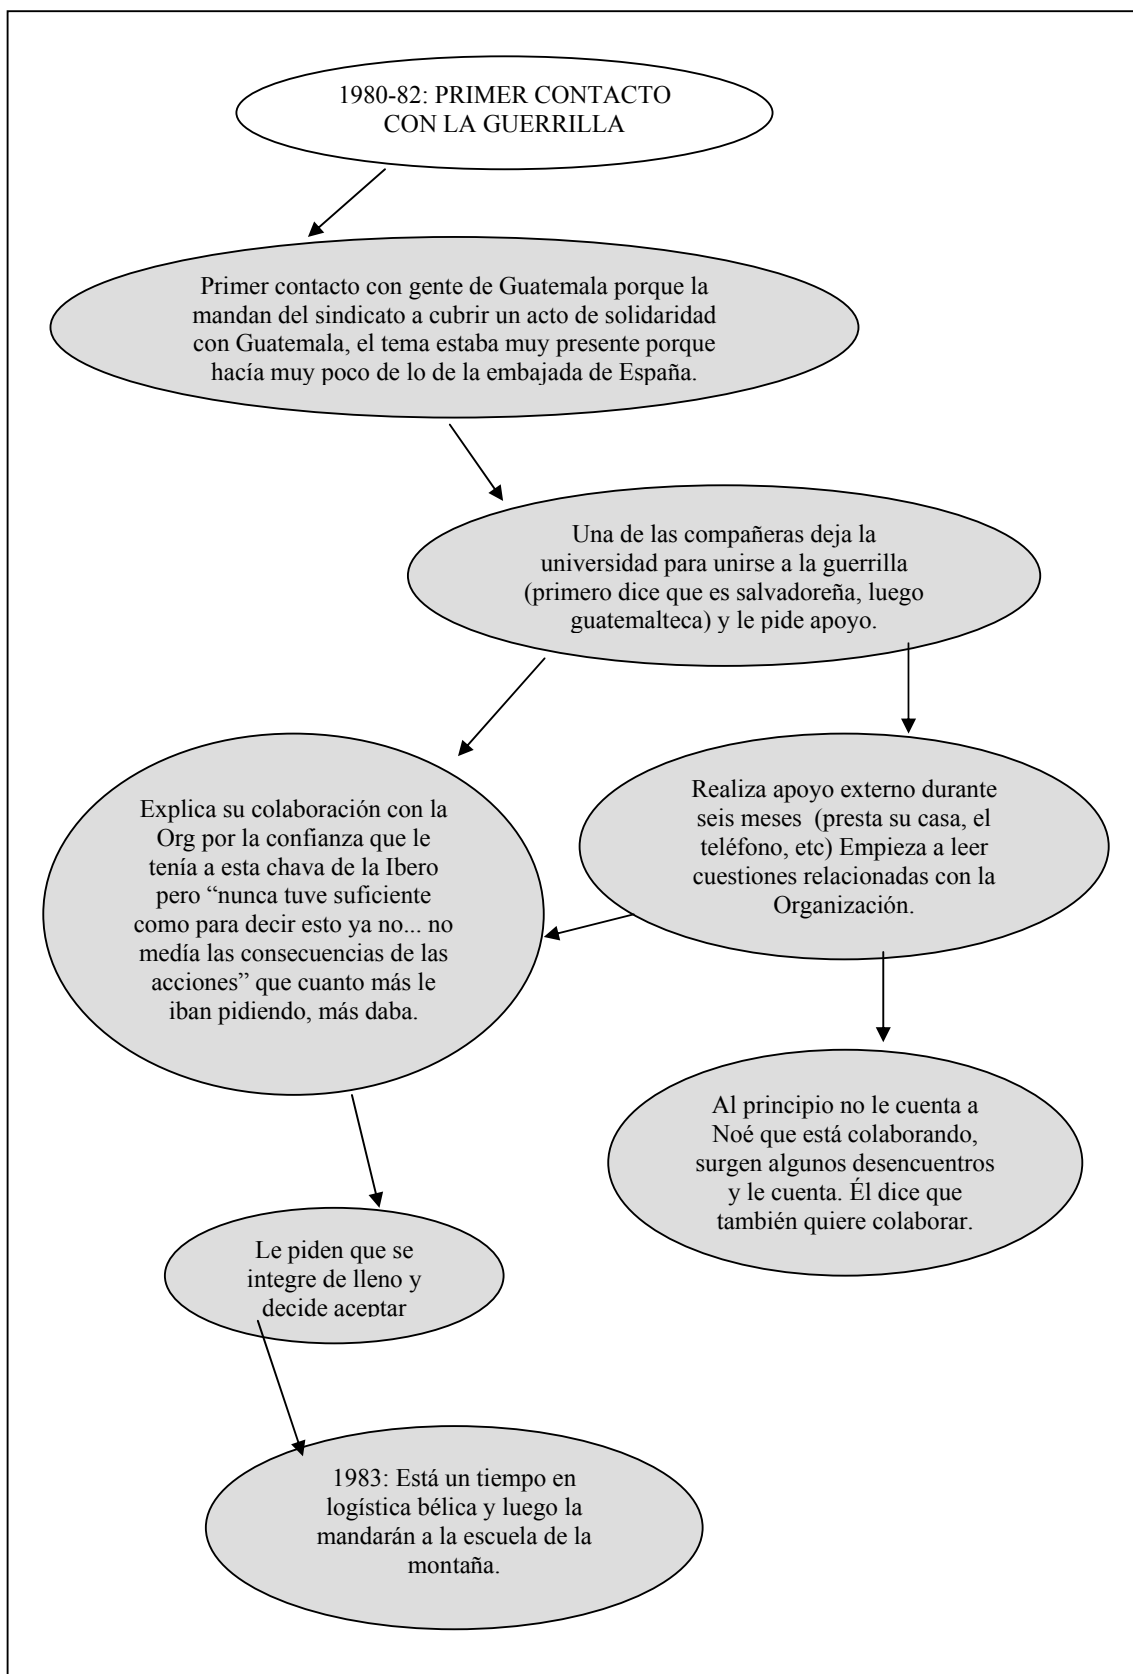 1980-82: PRIMER CONTACTO
CON LA GUERRILLA
Primer contacto con gente de Guatemala porque la
mandan del sindicato a cubrir un acto de solidaridad
con Guatemala, el tema estaba muy presente porque
hacía muy poco de lo de la embajada de España.
Una de las compañeras deja la
universidad para unirse a la guerrilla
(primero dice que es salvadoreña, luego
guatemalteca) y le pide apoyo.
Explica su colaboración con la
Org por la confianza que le
tenía a esta chava de la Ibero
pero “nunca tuve suficiente
como para decir esto ya no... no
medía las consecuencias de las
acciones” que cuanto más le
iban pidiendo, más daba.
Realiza apoyo externo durante
seis meses  (presta su casa, el
teléfono, etc) Empieza a leer
cuestiones relacionadas con la
Organización.
Al principio no le cuenta a
Noé que está colaborando,
surgen algunos desencuentros
y le cuenta. Él dice que
también quiere colaborar.
Le piden que se
integre de lleno y
decide aceptar
1983: Está un tiempo en
logística bélica y luego la
mandarán a la escuela de la
montaña.